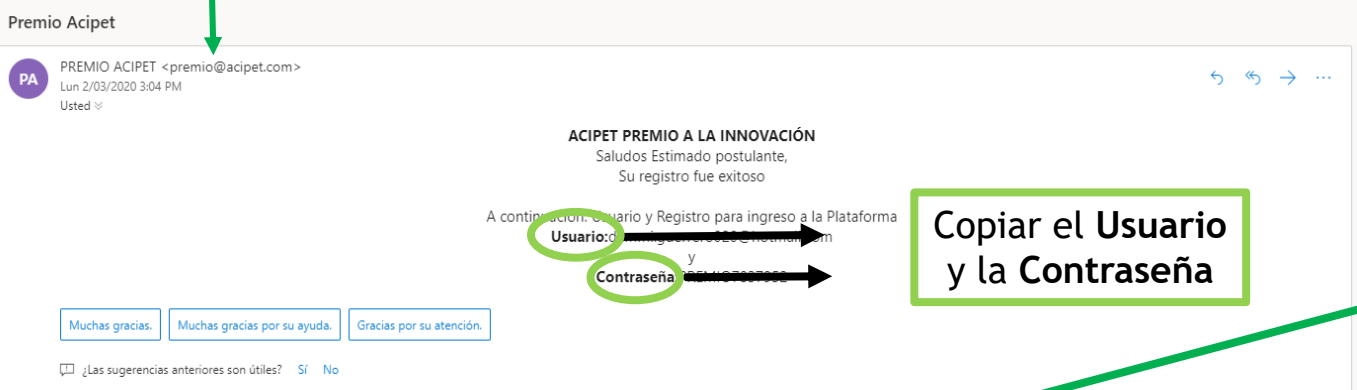 Premio Acipet
PA
PREMIO ACIPET <premio@acipet.com>
Lun 2/03/2020 3:04 PM
Usted
ACIPET PREMIO A LA INNOVACIÓN
Saludos Estimado postulante,
Su registro fue exitoso
A continuación: Usuario y Registro para ingreso a la Plataforma
Usuario:
y
Contraseña
Copiar el Usuario
y la Contraseña
Muchas gracias.
Muchas gracias por su ayuda.
Gracias por su atención.
¿Las sugerencias anteriores son útiles? Sí No